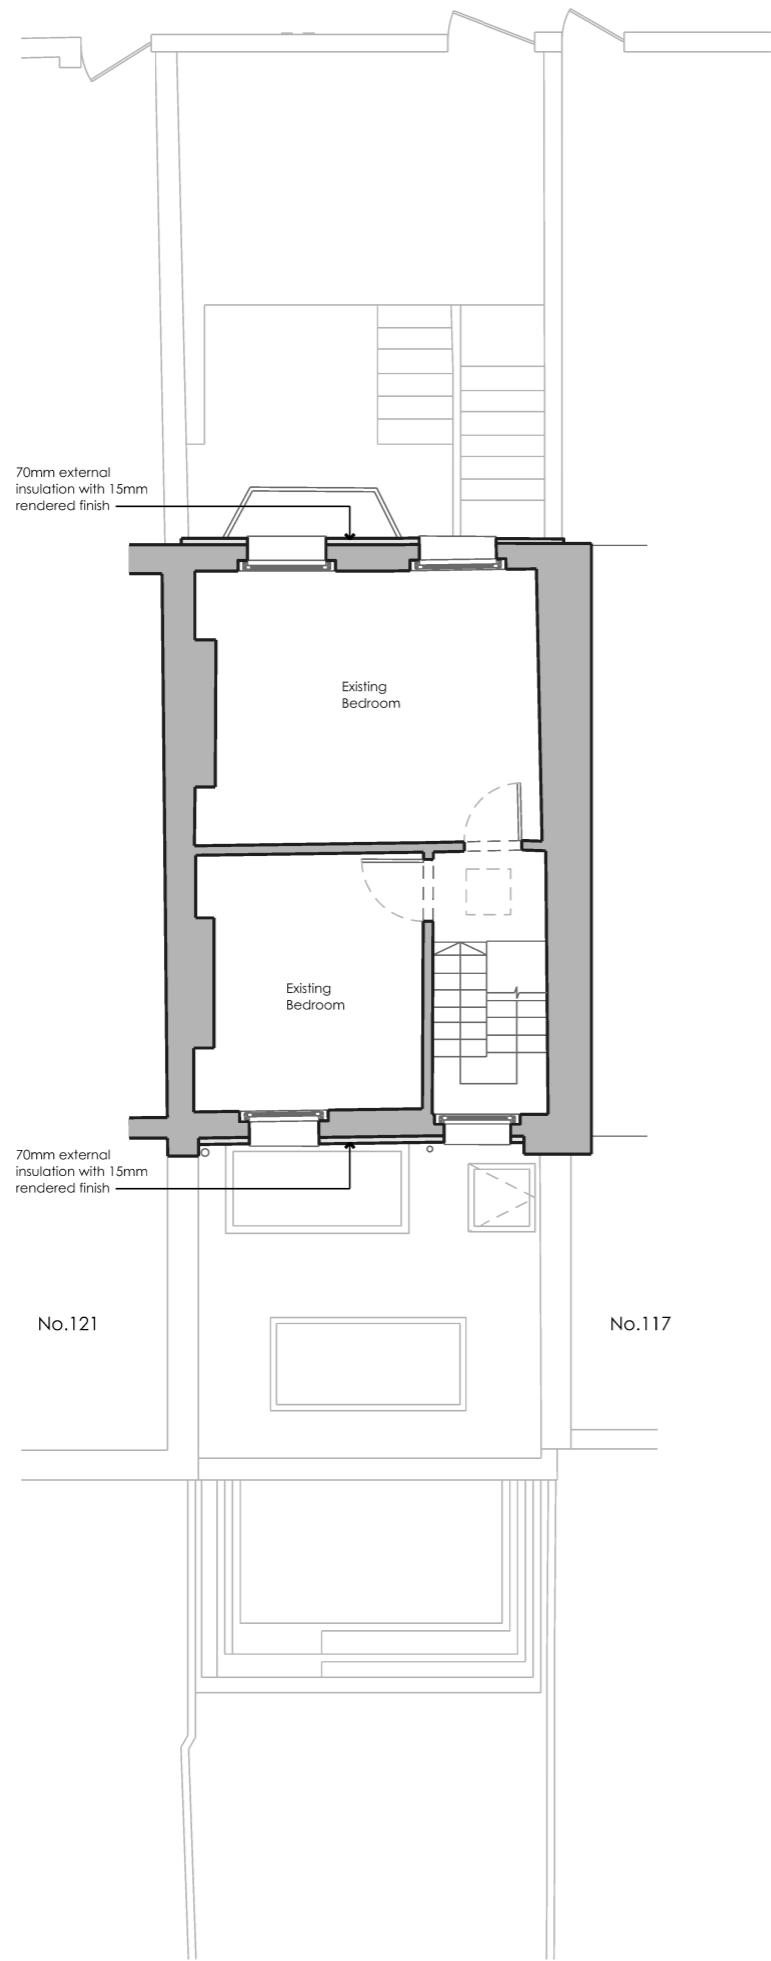 70mm external
insulation with 15mm
rendered finish
Existing
Bedroom
Existing
Bedroom
70mm external
insulation with 15mm
rendered finish
No.121
No.117